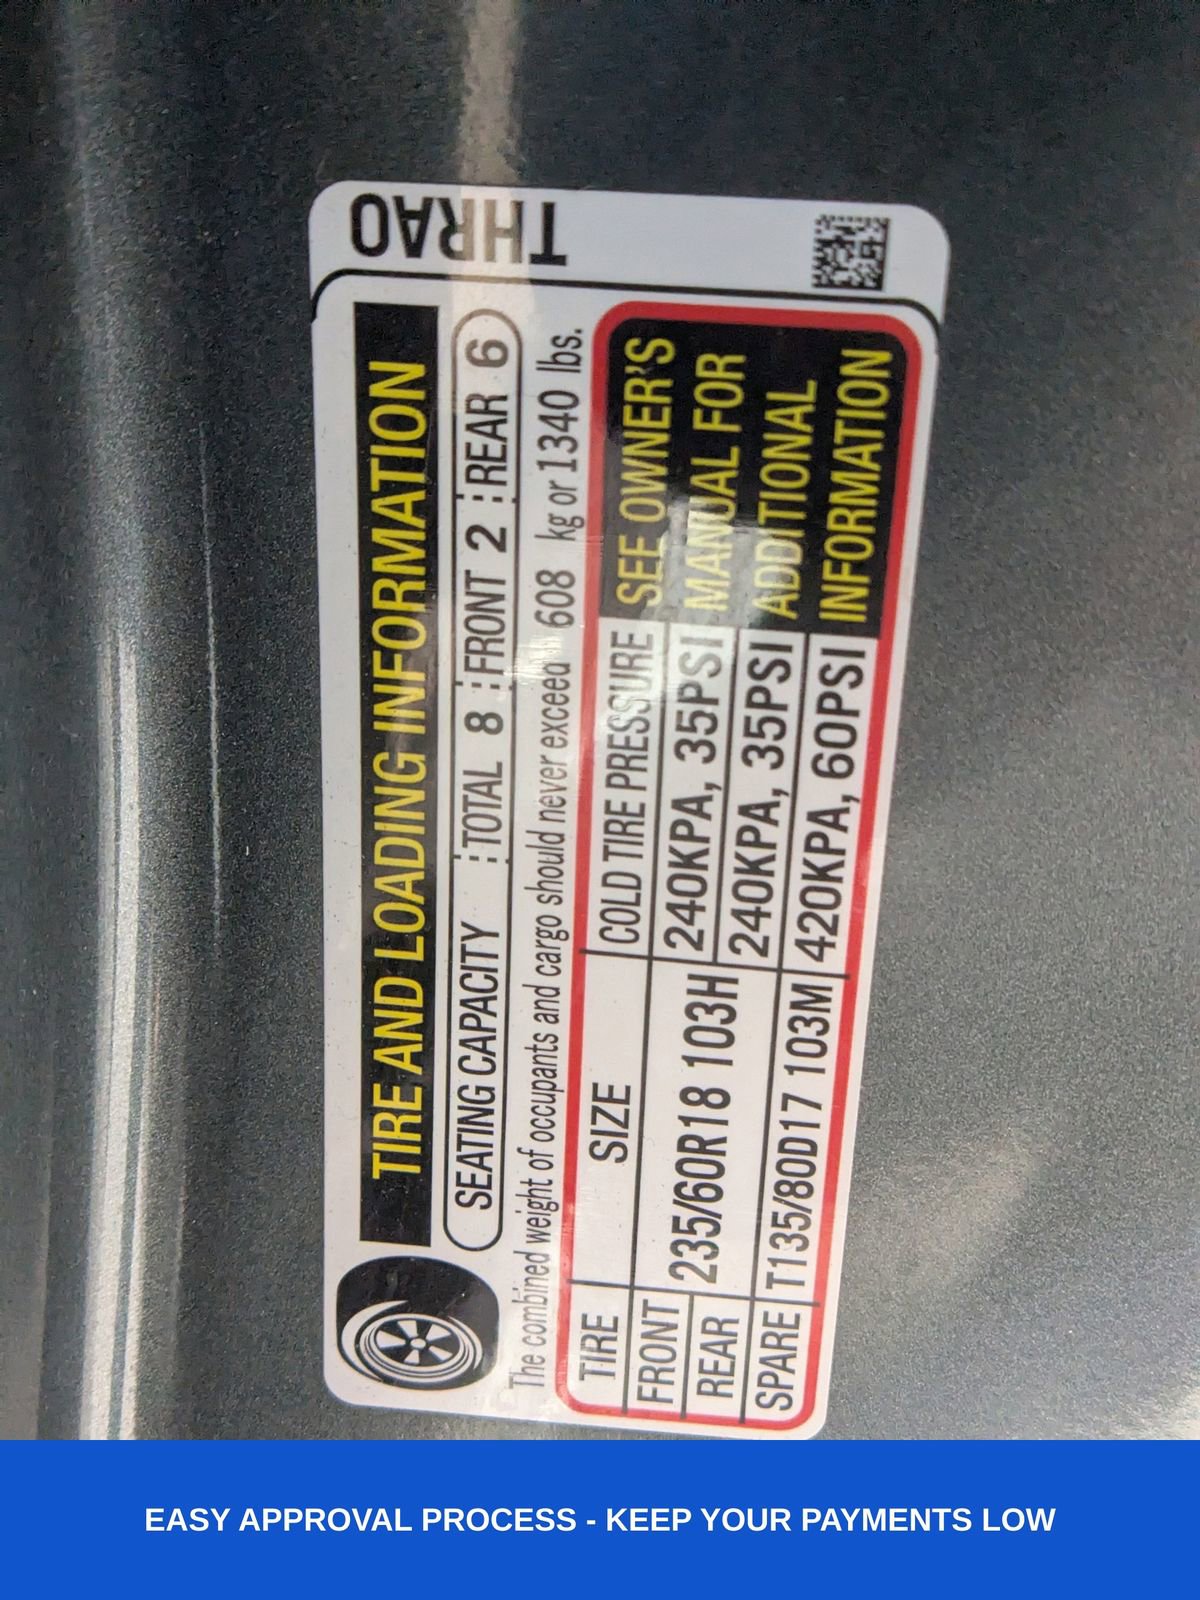 TIRE AND LOADING INFORMATION
SEATING CAPACITY TOTAL 8 FRONT 2 REAR 6
The combined weight of occupants and cargo should never exceed 608 kg or 1340 lbs.
TIRE SIZE COLD TIRE PRESSURE
FRONT 235/60R18 103H 240KPA, 35PSI
REAR 240KPA, 35PSI
SPARE T135/80D17 103M 420KPA, 60PSI
SEE OWNER'S
MANUAL FOR
ADDITIONAL
INFORMATION
THRA0
EASY APPROVAL PROCESS - KEEP YOUR PAYMENTS LOW